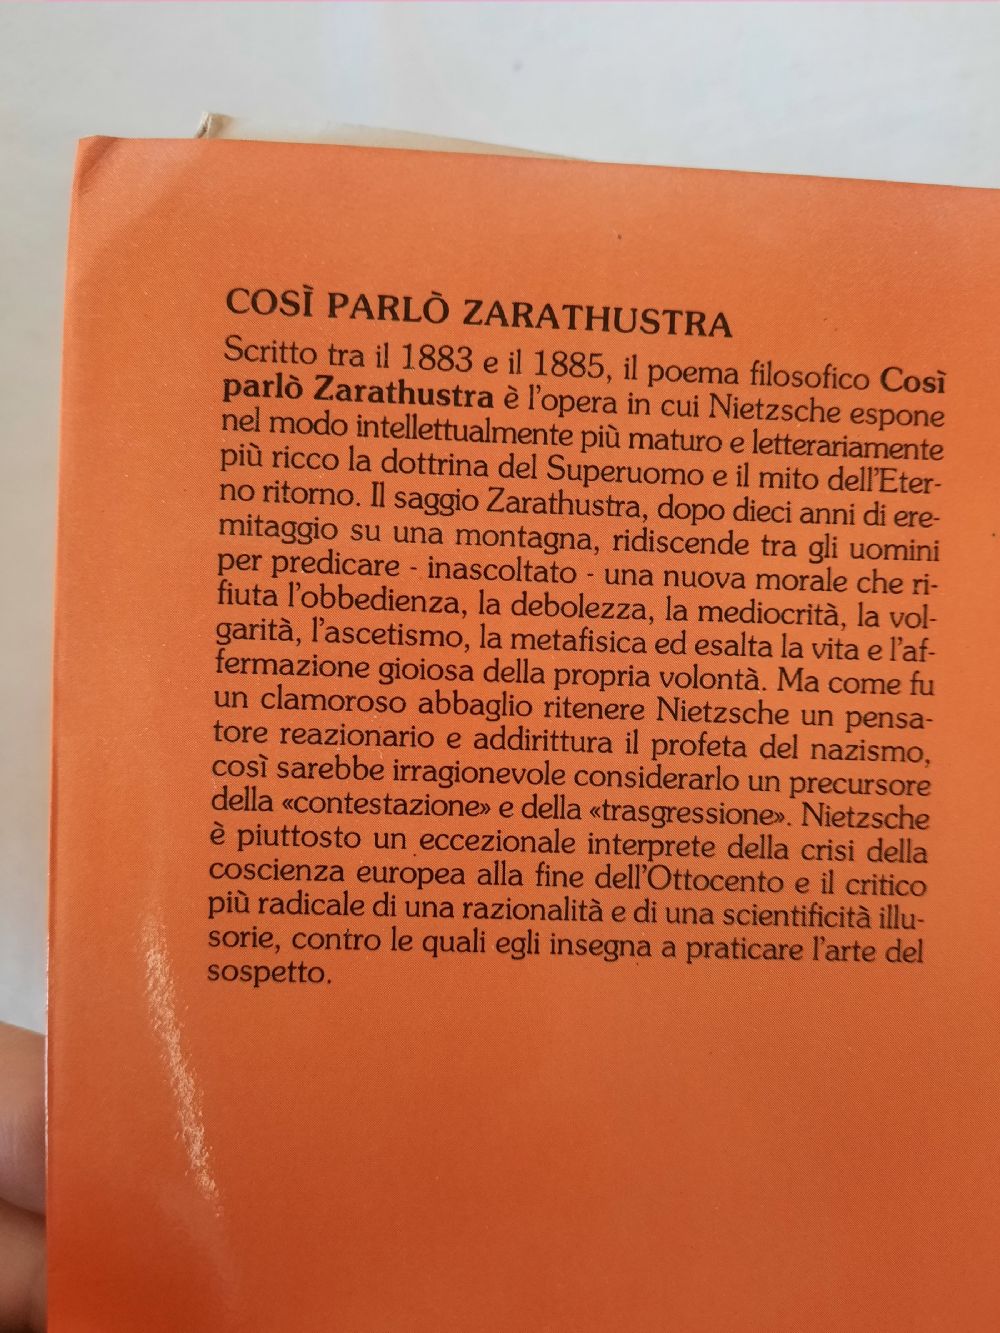 COSÌ PARLÒ ZARATHUSTRA
Scritto tra il 1883 e il 1885, il poema filosofico Così
parlò Zarathustra è l'opera in cui Nietzsche espone
nel modo intellettualmente più maturo e letterariamente
più ricco la dottrina del Superuomo e il mito dell'Eter-
no ritorno. Il saggio Zarathustra, dopo dieci anni di ere-
mitaggio su una montagna, ridiscende tra gli uomini
per predicare - inascoltato - una nuova morale che ri-
fiuta l'obbedienza, la debolezza, la mediocrità, la vol-
garità, l'ascetismo, la metafisica ed esalta la vita e l'af-
fermazione gioiosa della propria volontà. Ma come fu
un clamoroso abbaglio ritenere Nietzsche un pensa-
tore reazionario e addirittura il profeta del nazismo,
così sarebbe irragionevole considerarlo un precursore
della «contestazione» e della «trasgressione». Nietzsche
è piuttosto un eccezionale interprete della crisi della
coscienza europea alla fine dell'Ottocento e il critico
più radicale di una razionalità e di una scientificità illu-
sorie, contro le quali egli insegna a praticare l'arte del
sospetto.